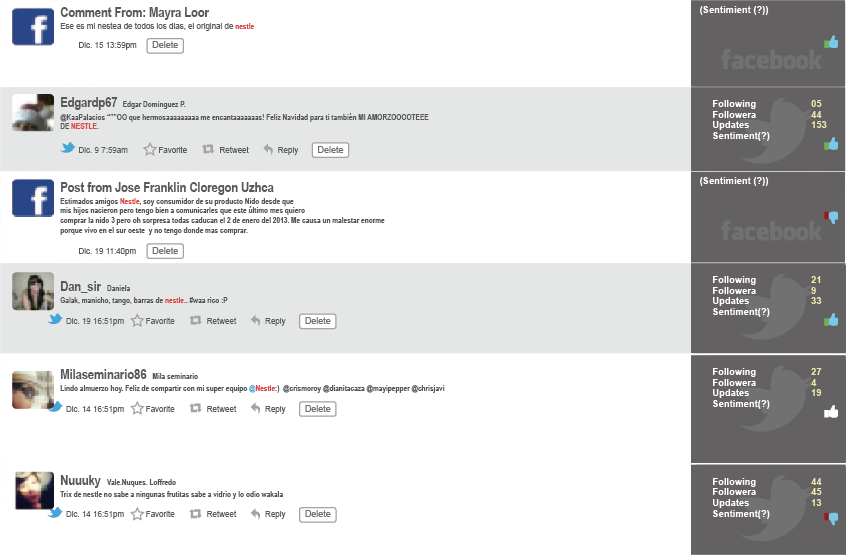 Comment From: Mayra Loor
Ese es mi nestea de todos los dias, el original de nestle
Dic. 15 13:59pm Delete
(Sentimient (?))
facebook
Edgardp67 Edgar Dominguez P.
@KaaPalacios "**OO que hermosaaaaaaaaa me encantaaaaaas! Feliz Navidad para ti también MI AMORZOOOOTEEE
DE NESTLE.
Dic. 9 7:59am Favorite Retweet Reply Delete
Following 05
Followera 44
Updates 153
Sentiment(?)
Post from Jose Franklin Cloregon Uzhca
Estimados amigos Nestle, soy consumidor de su producto Nido desde que
mis hijos nacieron pero tengo bien a comunicarles que este último mes quiero
comprar la nido 3 pero oh sorpresa todas caducan el 2 de enero del 2013. Me causa un malestar enorme
porque vivo en el sur oeste y no tengo donde mas comprar.
Dic. 19 11:40pm Delete
(Sentimient (?))
facebook
Dan_sir Daniela
Galak, manicho, tango, barras de nestle.. #waa rico :P
Dic. 19 16:51pm Favorite Retweet Reply Delete
Following 21
Followera 9
Updates 33
Sentiment(?)
Milaseminario86 Mila seminario
Lindo almuerzo hoy. Feliz de compartir con mi super equipo @Nestle:) @crismoroy @dianitacaza @mayipepper @chrisjavi
Dic. 14 16:51pm Favorite Retweet Reply Delete
Following 27
Followera 4
Updates 19
Sentiment(?)
Nuuuky Vale.Nuques. Loffredo
Trix de nestle no sabe a ningunas frutitas sabe a vidrio y lo odio wakala
Dic. 14 16:51pm Favorite Retweet Reply Delete
Following 44
Followera 45
Updates 13
Sentiment(?)